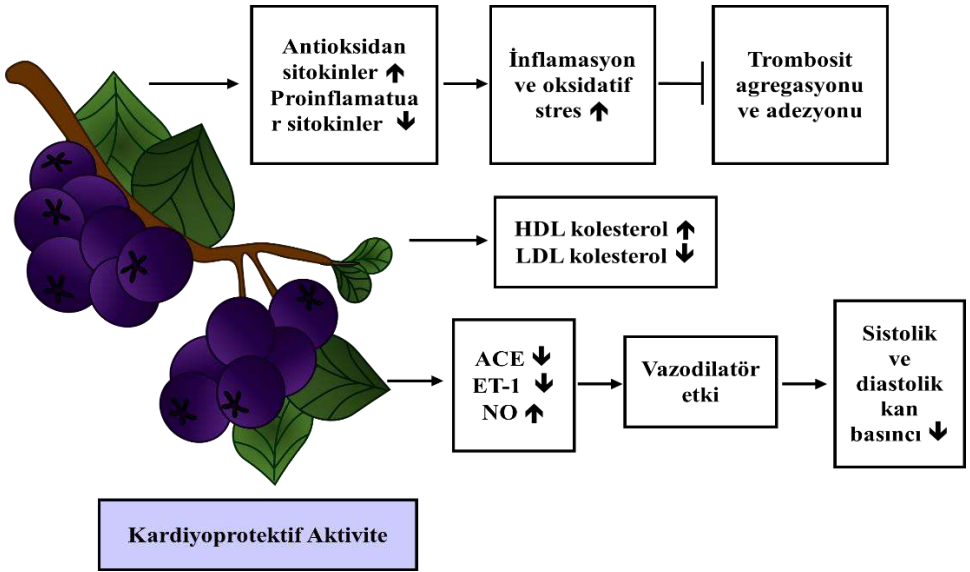 Antioksidan
sitokinler ↑
Proinflamatua
r sitokinler ↓
İnflamasyon
ve oksidatif
stres ↑
Trombosit
agregasyonu
ve adezyonu
HDL kolesterol ↑
LDL kolesterol ↓
ACE ↓
ET-1 ↓
NO ↑
Vazodilatör
etki
Sistolik
ve
diastolik
kan
basıncı ↓
Kardiyoprotektif Aktivite